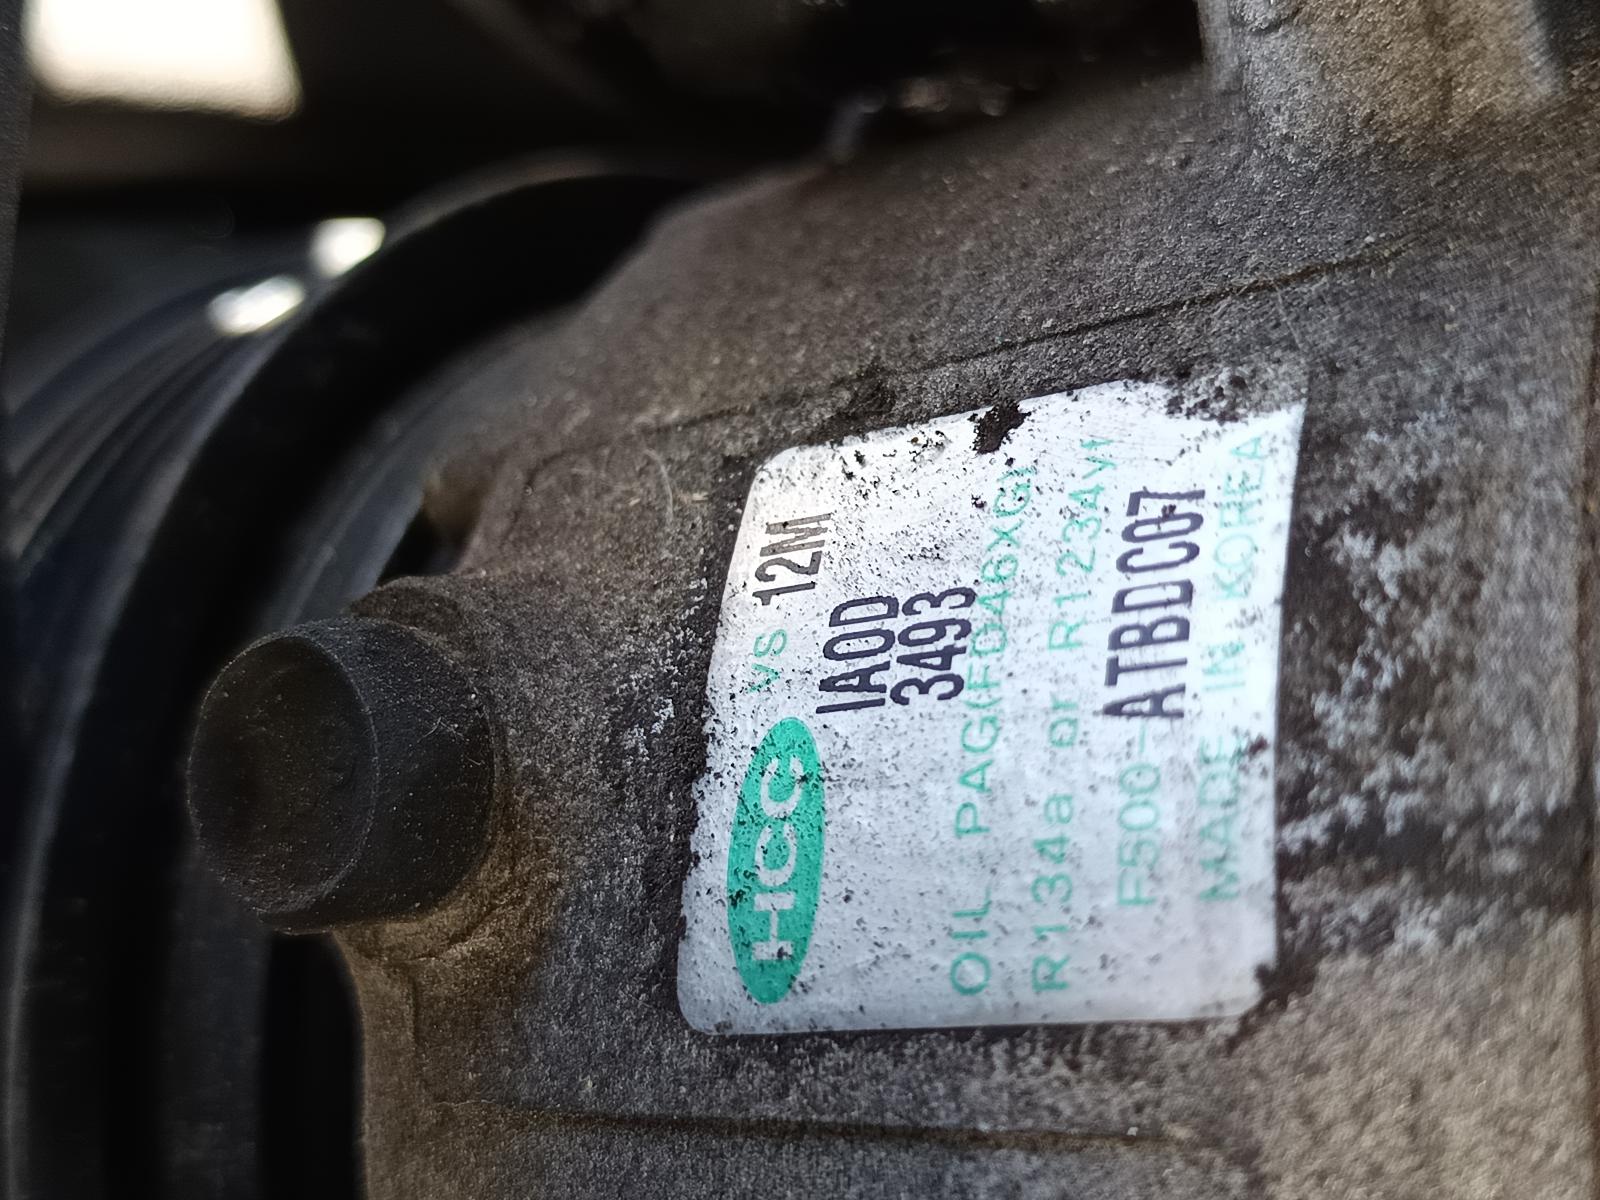 HCC VS 12M
IAOD
3493
OIL PAG(FD46XG)
R134a or R1234yf
F500-ATBDC07
MADE IN KOREA